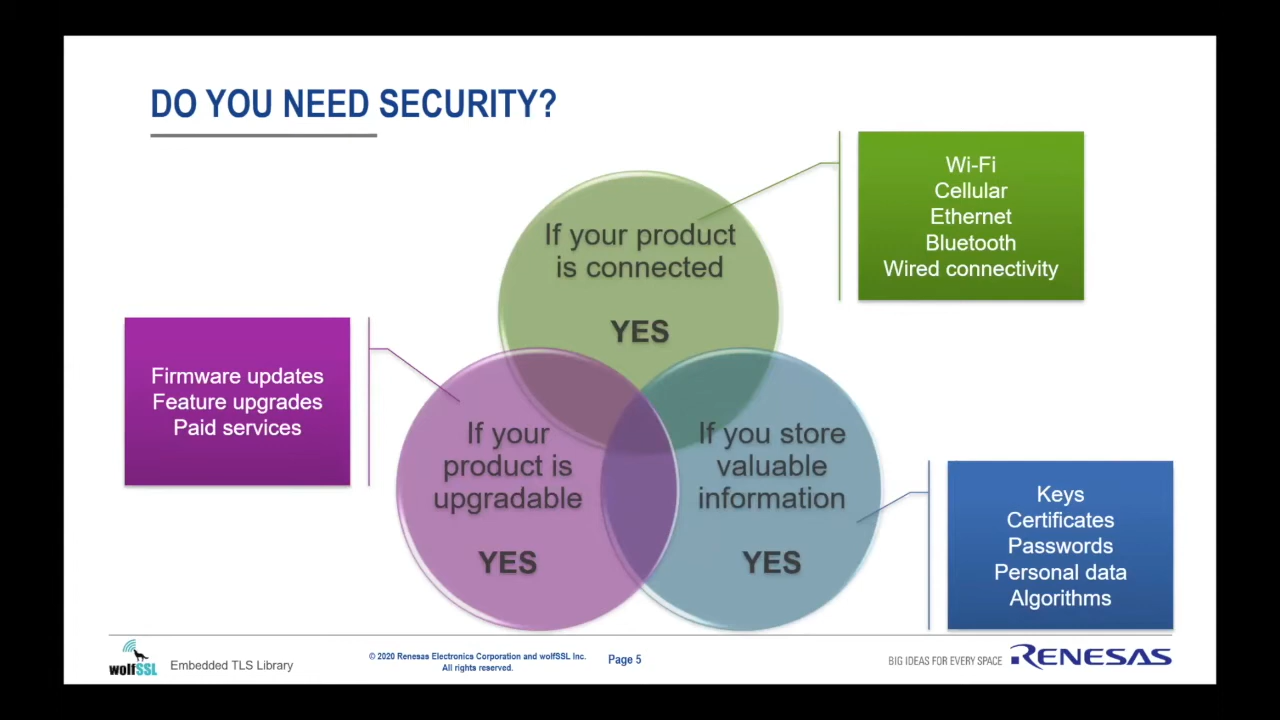 DO YOU NEED SECURITY?
Wi-Fi
Cellular
Ethernet
Bluetooth
Wired connectivity
If your product
is connected
YES
Firmware updates
Feature upgrades
Paid services
If your
product is
upgradable
YES
If you store
valuable
information
YES
Keys
Certificates
Passwords
Personal data
Algorithms
wolfSSL
Embedded TLS Library
© 2020 Renesas Electronics Corporation and wolfSSL Inc.
All rights reserved.
Page 5
BIG IDEAS FOR EVERY SPACE
RENESAS